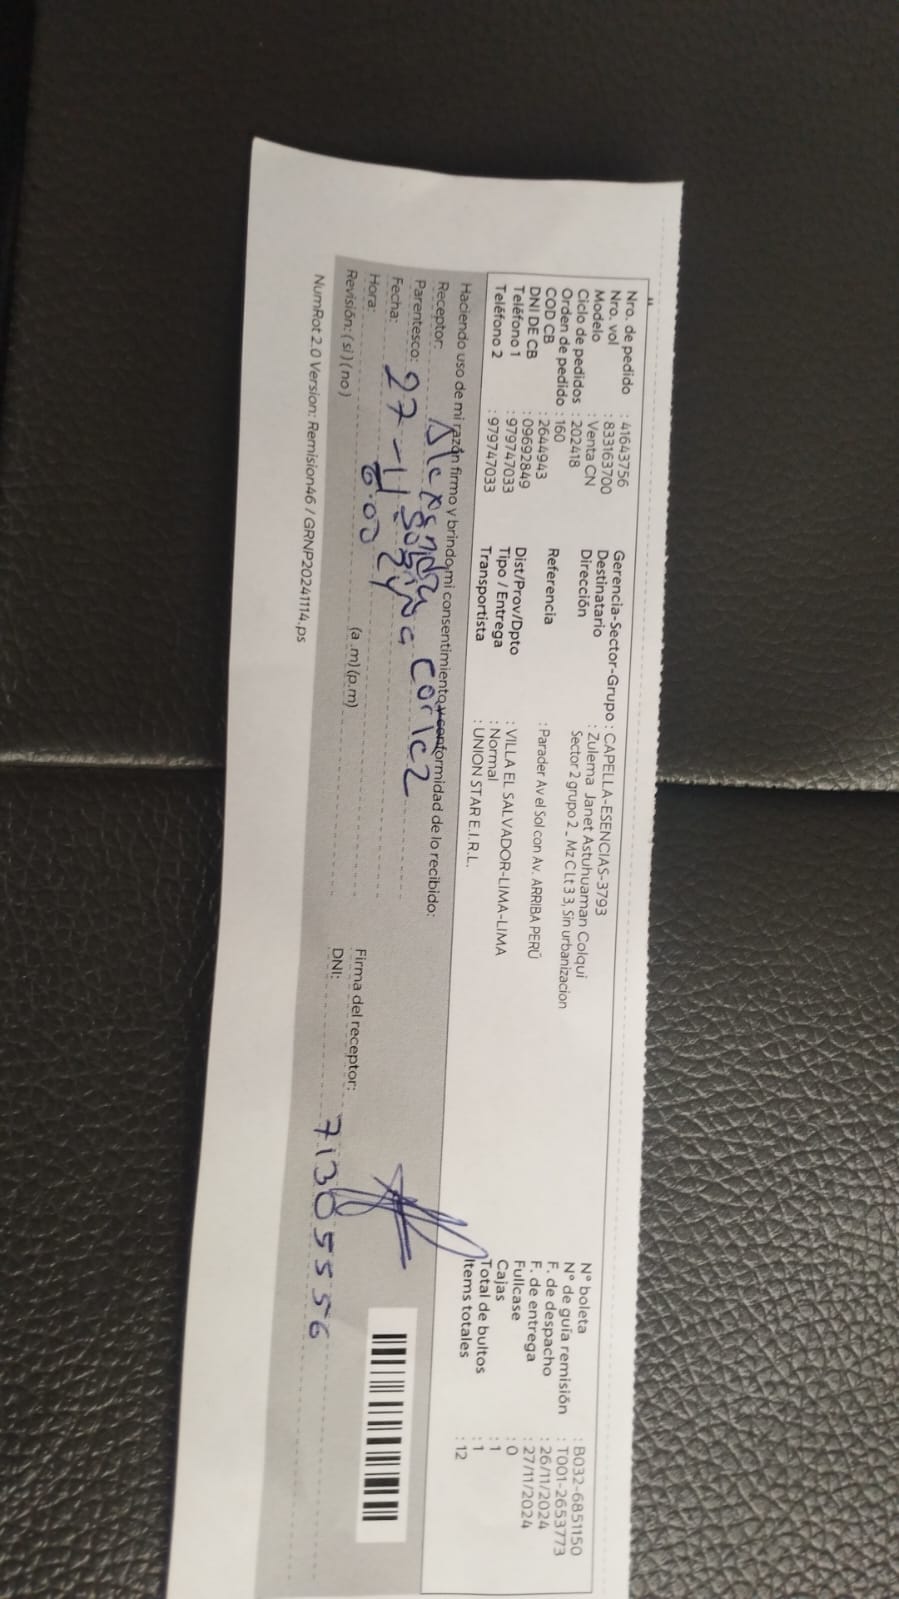 Nro. de pedido : 41643756
Nro. vol : 833163700
Modelo : Venta CN
Ciclo de pedidos : 202418
Orden de pedido : 160
COD CB : 2644943
DNI DE CB : 09692849
Teléfono 1 : 979747033
Teléfono 2 : 979747033
Gerencia-Sector-Grupo : CAPELLA-ESENCIAS-3793
Destinatario : Zulema Janet Astuhuaman Colqui
Dirección Sector 2 grupo 2 _ Mz C Lt 3 3, Sin urbanizacion
Referencia : Parader Av el Sol con Av. ARRIBA PERÚ
Dist/Prov/Dpto : VILLA EL SALVADOR-LIMA-LIMA
Tipo / Entrega : Normal
Transportista : UNION STAR E.I.R.L.
N° boleta : B032-6851150
N° de guía remisión : T001-2653773
F. de despacho : 26/11/2024
F. de entrega : 27/11/2024
Fullcase : 0
Cajas : 1
Total de bultos : 1
Items totales : 12
Haciendo uso de mi razón firmo y brindo mi consentimiento y conformidad de lo recibido:
Receptor: Alexandra
Parentesco: Sobrina
Fecha: 27-11-24
Hora: 6:00 (a.m)(p.m)
Revisión: (si) (no)
Firma del receptor:
DNI: 71305556
NumRot 2.0 Version: Remision46 / GRNP20241114.ps